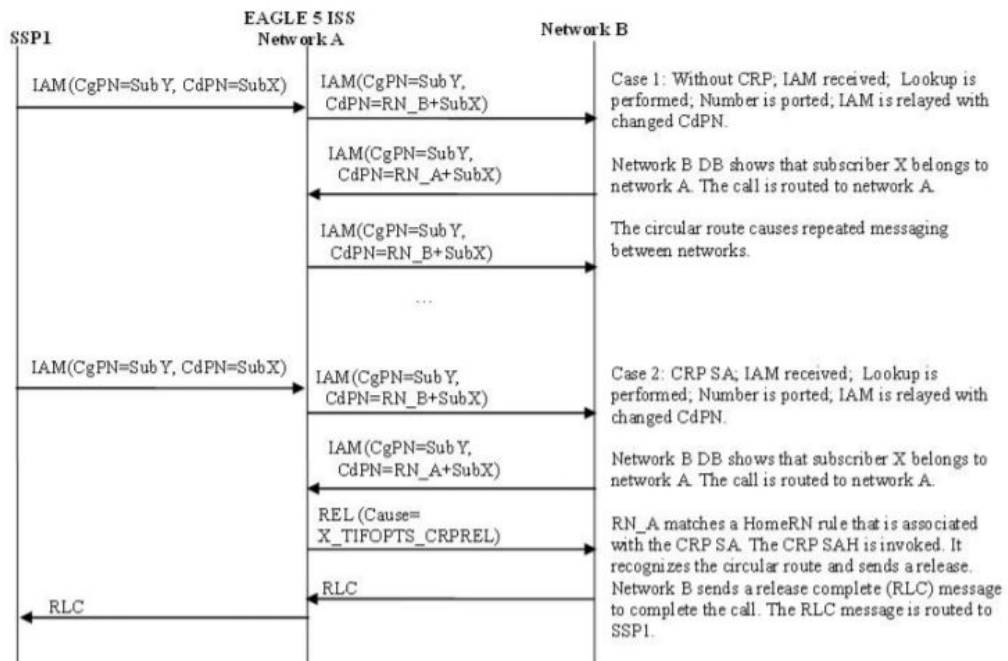 EAGLE 5 ISS
SSP1
Network A
Network B
IAM(CgPN=Sub Y, CdPN=SubX)
IAM(CgPN=Sub Y,
CdPN=RN_B+SubX)
Case 1: Without CRP; IAM received; Lookup is
performed; Number is ported; IAM is relayed with
changed CdPN.
IAM(CgPN=Sub Y,
CdPN=RN_A+SubX)
Network B DB shows that subscriber X belongs to
network A. The call is routed to network A.
IAM(CgPN=Sub Y,
CdPN=RN_B+SubX)
The circular route causes repeated messaging
between networks.
...
IAM(CgPN=Sub Y, CdPN=SubX)
IAM(CgPN=Sub Y,
CdPN=RN_B+SubX)
Case 2: CRP SA; IAM received; Lookup is
performed; Number is ported; IAM is relayed with
changed CdPN.
IAM(CgPN=Sub Y,
CdPN=RN_A+SubX)
Network B DB shows that subscriber X belongs to
network A. The call is routed to network A.
REL (Cause=
X_TIFOPTS_CRPREL)
RN_A matches a HomeRN rule that is associated
with the CRP SA. The CRP SAH is invoked. It
recognizes the circular route and sends a release.
RLC
RLC
Network B sends a release complete (RLC) message
to complete the call. The RLC message is routed to
SSP1.